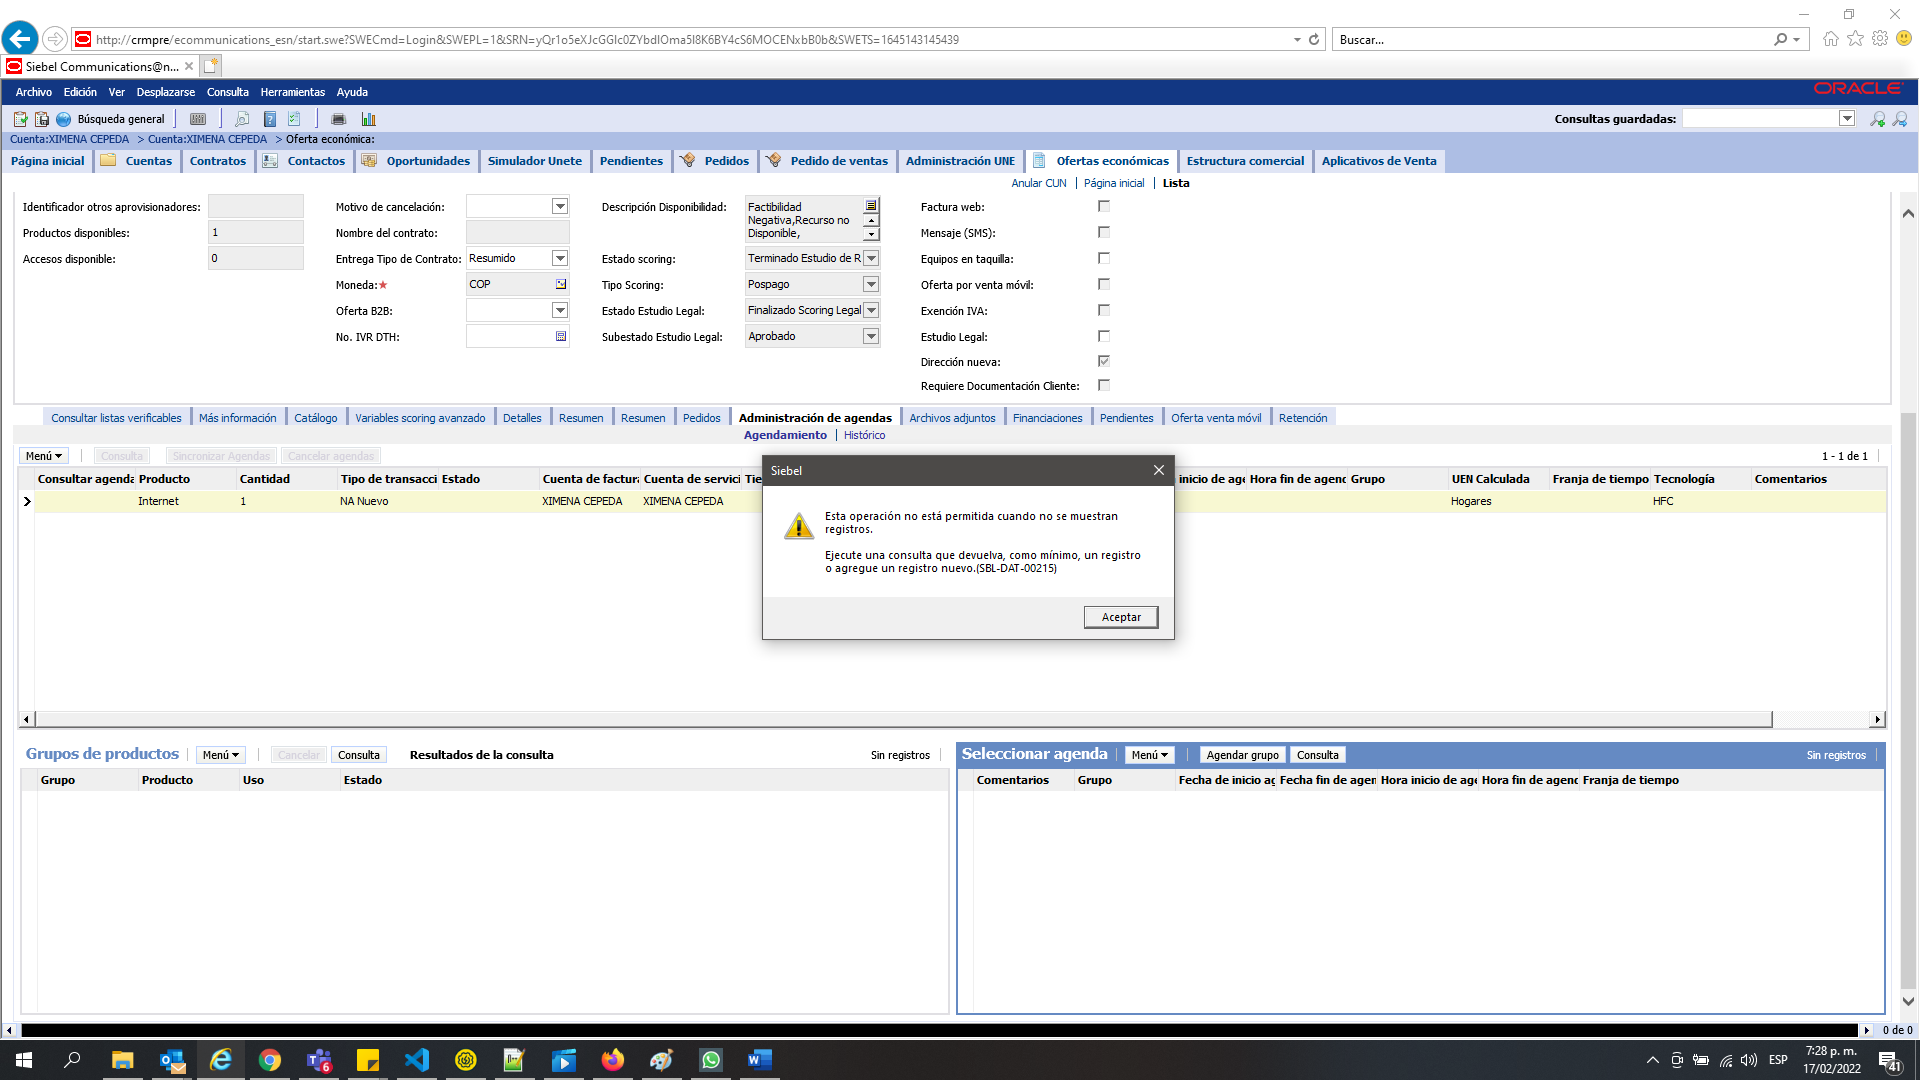 http://crmpre/ecommunications_esn/start.swe?SWECmd=Login&SWEPL=1&SRN=yQr1o5eXJcGGlc0ZYbdIOma5I8K6BY4cS6MOCENxbB0b&SWETS=1645143145439
Buscar...
Siebel Communications@n...
Archivo Edición Ver Desplazarse Consulta Herramientas Ayuda
ORACLE
Búsqueda general
Consultas guardadas:
Cuenta:XIMENA CEPEDA > Cuenta:XIMENA CEPEDA > Oferta económica:
Página inicial Cuentas Contratos Contactos Oportunidades Simulador Unete Pendientes Pedidos Pedido de ventas Administración UNE Ofertas económicas Estructura comercial Aplicativos de Venta
Anular CUN Página inicial Lista
Identificador otros aprovisionadores: Motivo de cancelación: Descripción Disponibilidad: Factibilidad Factura web:
Negativa,Recurso no
Productos disponibles: 1 Nombre del contrato: Disponible, Mensaje (SMS):
Accesos disponible: 0 Entrega Tipo de Contrato: Resumido Estado scoring: Terminado Estudio de R Equipos en taquilla:
Moneda:★ COP Tipo Scoring: Pospago Oferta por venta móvil:
Oferta B2B: Estado Estudio Legal: Finalizado Scoring Legal Exención IVA:
No. IVR DTH: Subestado Estudio Legal: Aprobado Estudio Legal:
Dirección nueva:
Requiere Documentación Cliente:
Consultar listas verificables Más información Catálogo Variables scoring avanzado Detalles Resumen Resumen Pedidos Administración de agendas Archivos adjuntos Financiaciones Pendientes Oferta venta móvil Retención
Agendamiento Histórico
Menú Consulta Sincronizar Agendas Cancelar agendas 1 - 1 de 1
Consultar agenda Producto Cantidad Tipo de transacci Estado Cuenta de factura Cuenta de servici Tie inicio de age Hora fin de agend Grupo UEN Calculada Franja de tiempo Tecnología Comentarios
Internet 1 NA Nuevo XIMENA CEPEDA XIMENA CEPEDA Hogares HFC
Siebel
Esta operación no está permitida cuando no se muestran
registros.
Ejecute una consulta que devuelva, como mínimo, un registro
o agregue un registro nuevo.(SBL-DAT-00215)
Aceptar
Grupos de productos Menú Cancelar Consulta Resultados de la consulta Sin registros
Grupo Producto Uso Estado
Seleccionar agenda Menú Agendar grupo Consulta Sin registros
Comentarios Grupo Fecha de inicio ag Fecha fin de agen Hora inicio de age Hora fin de agend Franja de tiempo
0 de 0
6
ESP
7:28 p. m.
17/02/2022
41